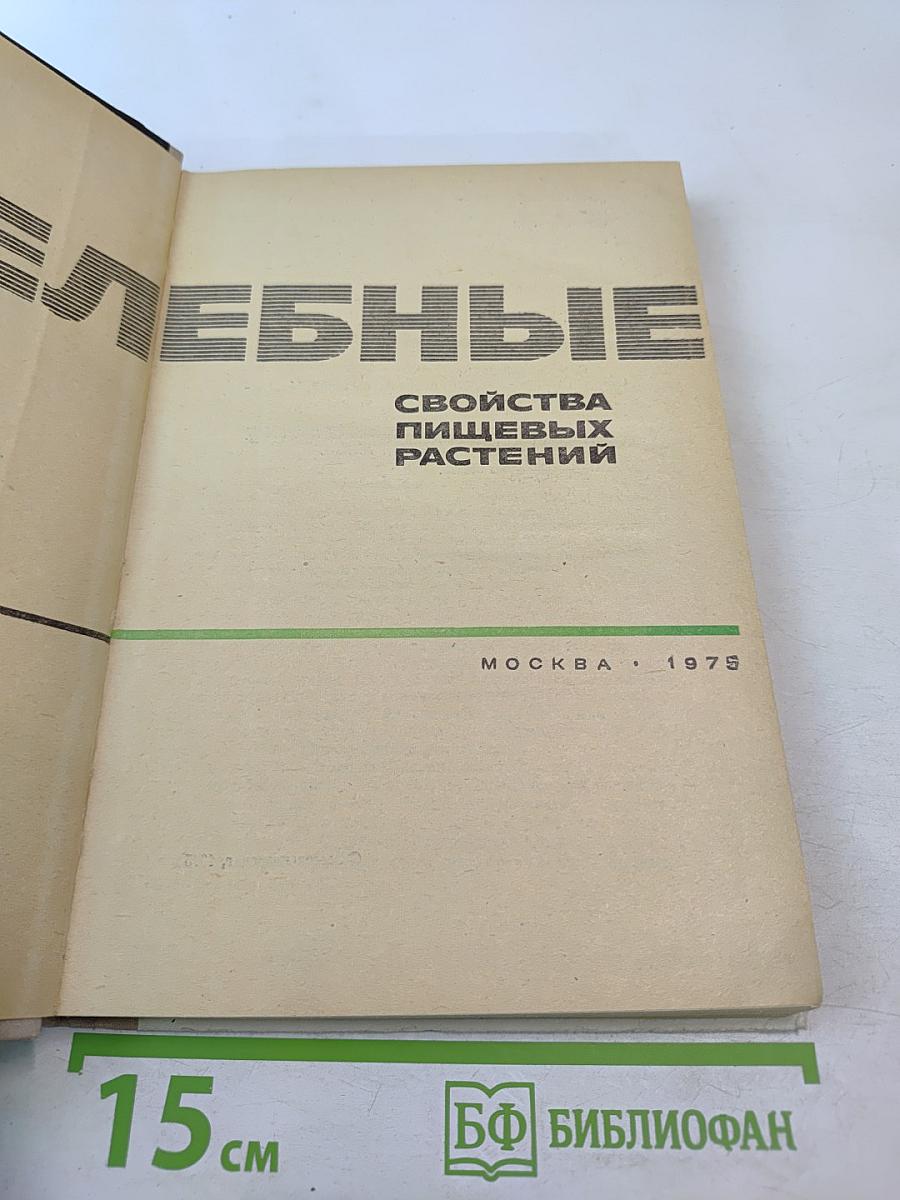 ЕЛЕБНЫЕ
СВОЙСТВА
ПИЩЕВЫХ
РАСТЕНИЙ
МОСКВА · 1975
15 см
БФ БИБЛИОФАН